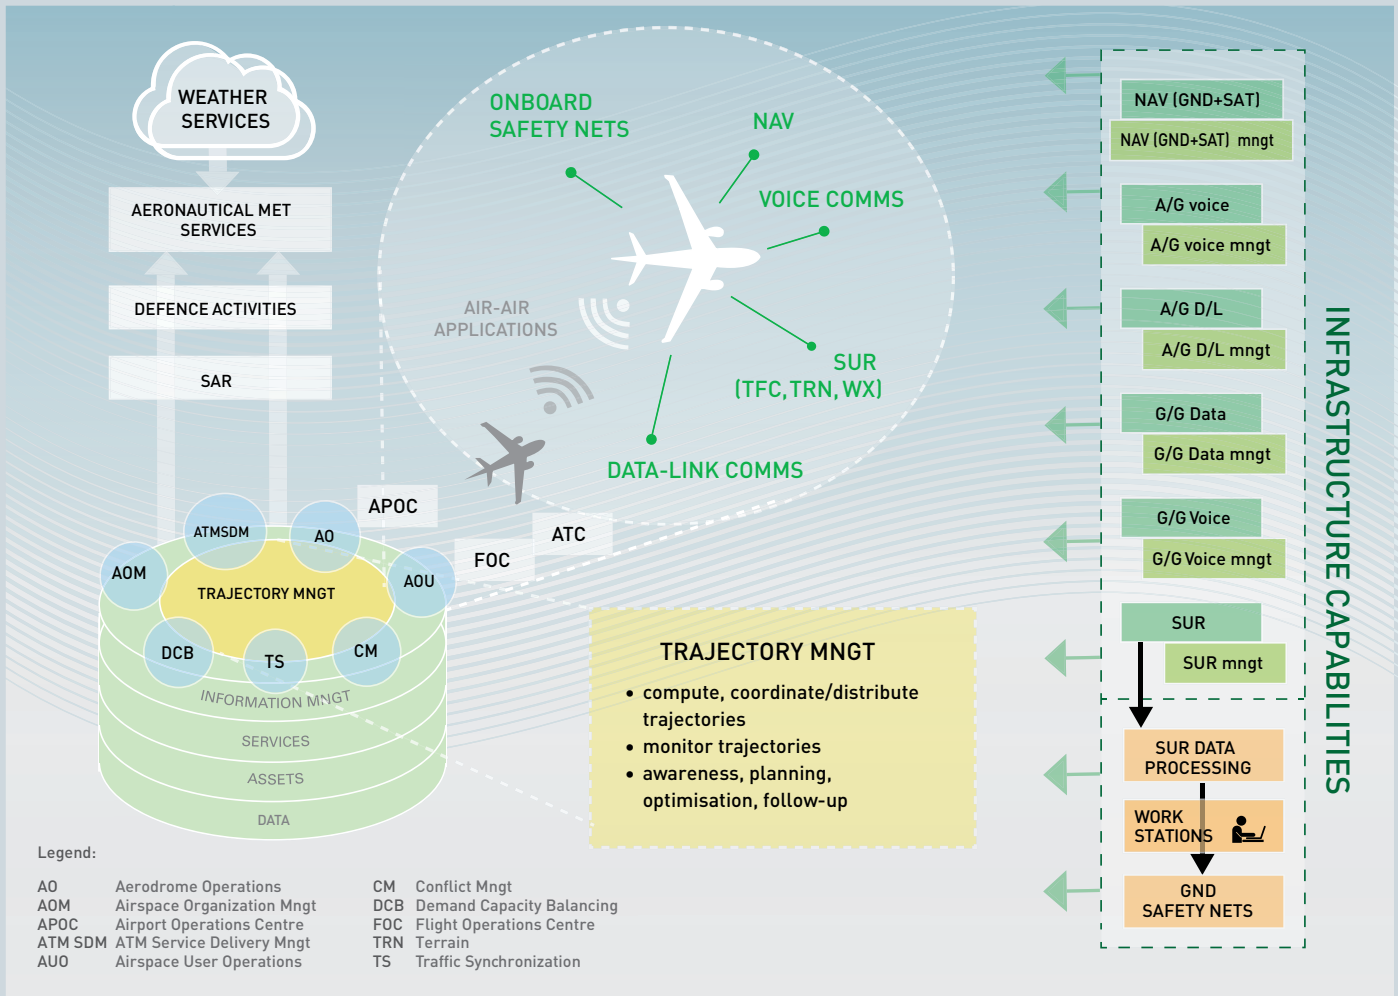 WEATHER
SERVICES
AERONAUTICAL MET
SERVICES
DEFENCE ACTIVITIES
SAR
ONBOARD
SAFETY NETS
NAV
VOICE COMMS
AIR-AIR
APPLICATIONS
SUR
(TFC, TRN, WX)
DATA-LINK COMMS
APOC
ATC
FOC
ATMSDM
AO
AOM
AOU
TRAJECTORY MNGT
DCB
TS
CM
INFORMATION MNGT
SERVICES
ASSETS
DATA
TRAJECTORY MNGT
• compute, coordinate/distribute
trajectories
• monitor trajectories
• awareness, planning,
optimisation, follow-up
NAV (GND+SAT)
NAV (GND+SAT) mngt
A/G voice
A/G voice mngt
A/G D/L
A/G D/L mngt
G/G Data
G/G Data mngt
G/G Voice
G/G Voice mngt
SUR
SUR mngt
SUR DATA
PROCESSING
WORK
STATIONS
GND
SAFETY NETS
INFRASTRUCTURE CAPABILITIES
Legend:
AO Aerodrome Operations
AOM Airspace Organization Mngt
APOC Airport Operations Centre
ATM SDM ATM Service Delivery Mngt
AUO Airspace User Operations
CM Conflict Mngt
DCB Demand Capacity Balancing
FOC Flight Operations Centre
TRN Terrain
TS Traffic Synchronization